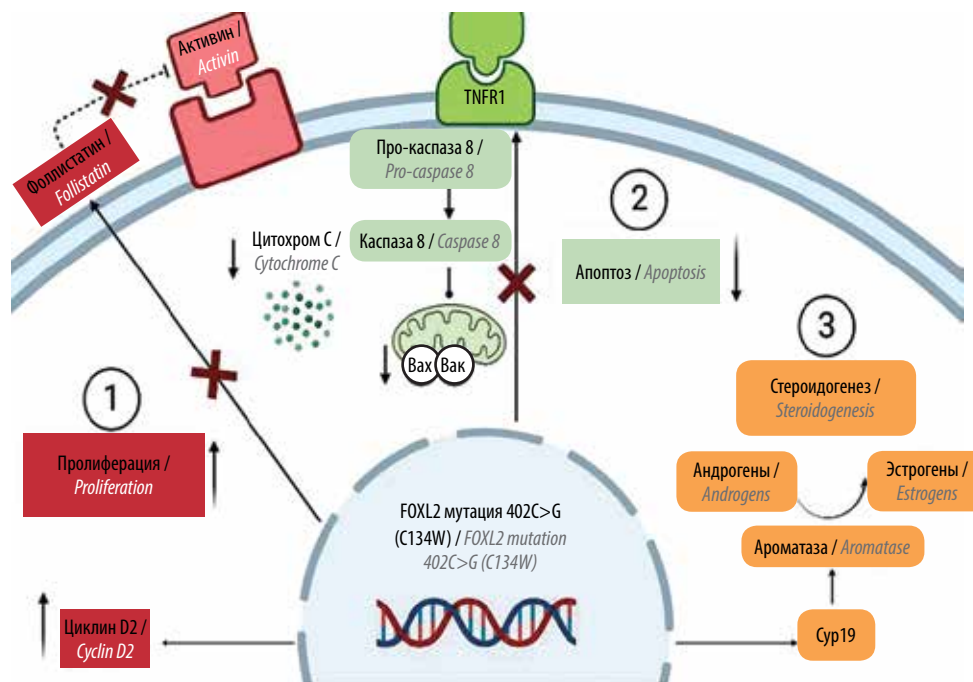 Активин /
Activin
TNFR1
Фоллистатин /
Follistatin
Про-каспаза 8 /
Pro-caspase 8
2
Цитохром С /
Cytochrome C
Каспаза 8 / Caspase 8
Апоптоз / Apoptosis
3
Bax Bak
1
Стероидогенез /
Steroidogenesis
Пролиферация /
Proliferation
Андрогены /
Androgens
Эстрогены /
Estrogens
FOXL2 мутация 402C>G
(C134W) / FOXL2 mutation
402C>G (C134W)
Ароматаза / Aromatase
Циклин D2 /
Cyclin D2
Cyp19